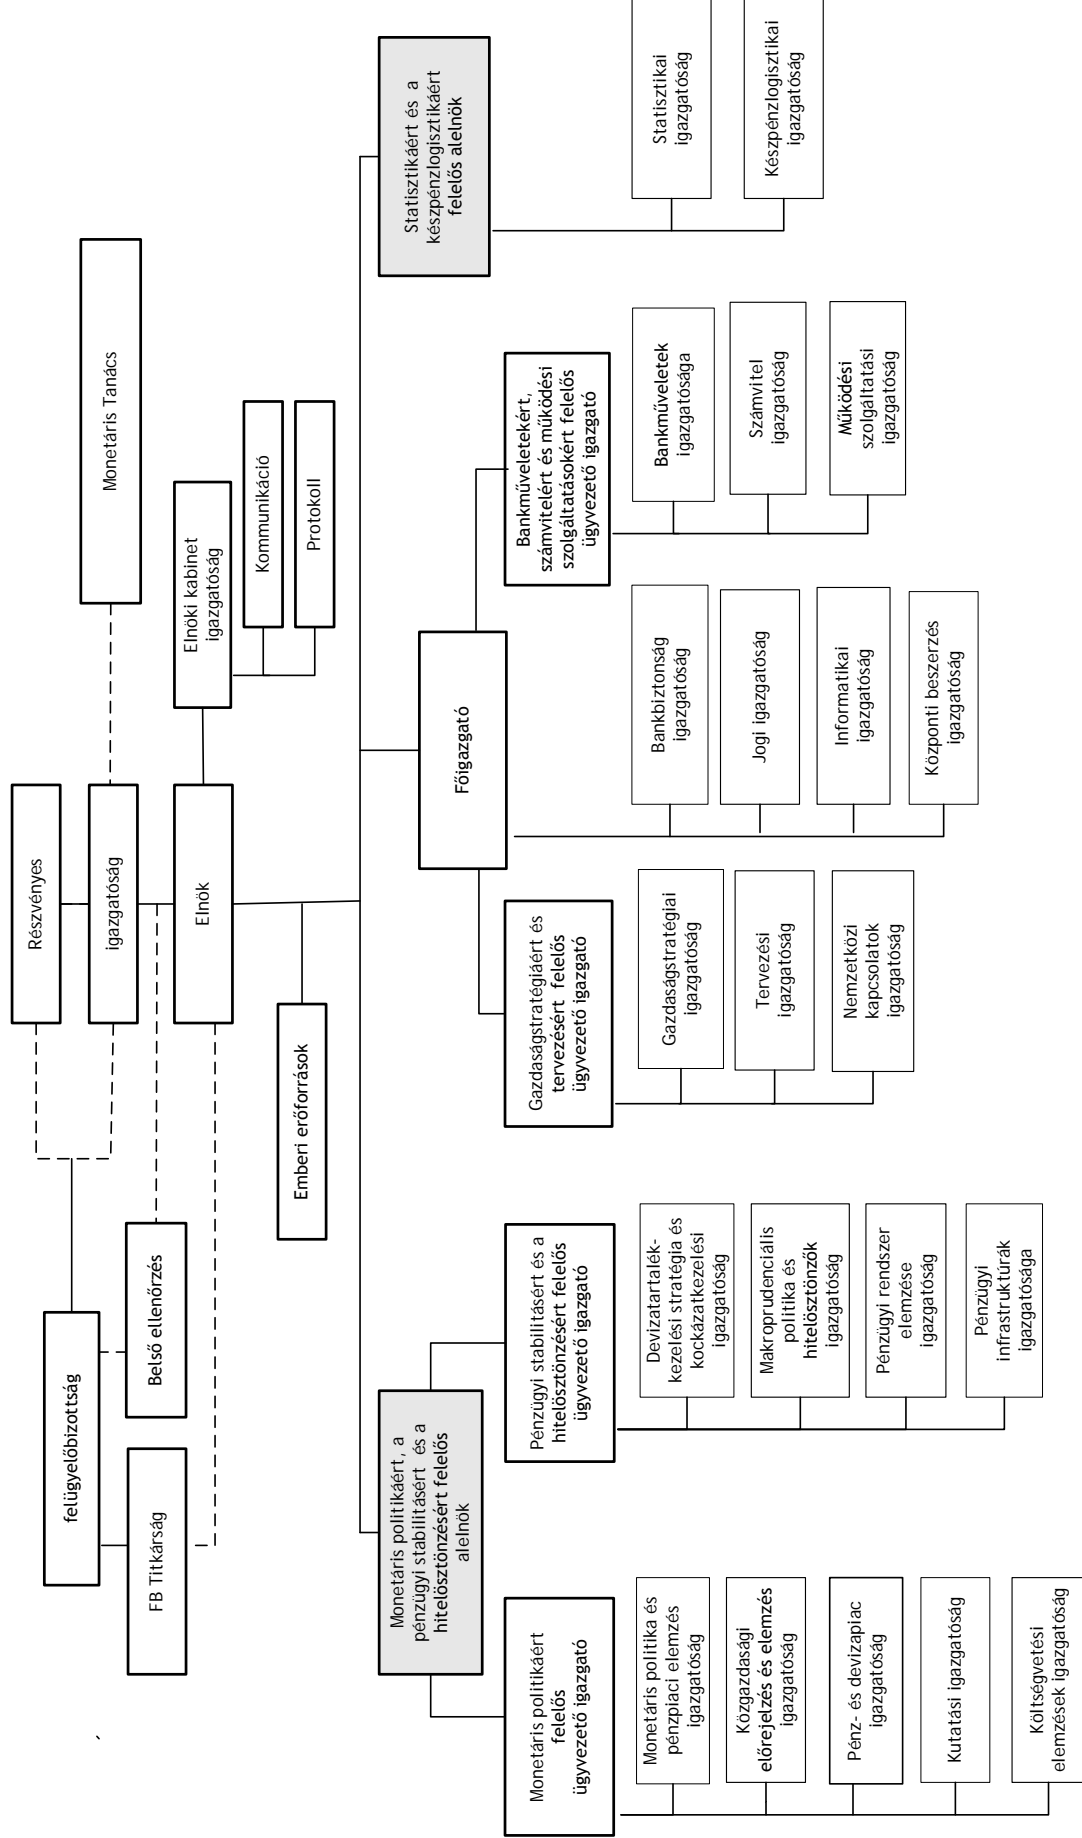 Részvényes
igazgatóság
Monetáris Tanács
Elnök
Elnöki kabinet
igazgatóság
Kommunikáció
Protokoll
felügyelőbizottság
FB Titkárság
Belső ellenőrzés
Emberi erőforrások
Monetáris politikáért, a
pénzügyi stabilitásért és a
hitelösztönzésért felelős
alelnök
Főigazgató
Statisztikáért és a
készpénzlogisztikáért
felelős alelnök
Monetáris politikáért
felelős
ügyvezető igazgató
Pénzügyi stabilitásért és a
hitelösztönzésért felelős
ügyvezető igazgató
Gazdaságstratégiáért és
tervezésért felelős
ügyvezető igazgató
Bankműveletekért,
számvitelért és működési
szolgáltatásokért felelős
ügyvezető igazgató
Monetáris politika és
pénzpiaci elemzés
igazgatóság
Közgazdasági
előrejelzés és elemzés
igazgatóság
Pénz- és devizapiac
igazgatóság
Kutatási igazgatóság
Költségvetési
elemzések igazgatóság
Devizatartalék-
kezelési stratégia és
kockázatkezelési
igazgatóság
Makroprudenciális
politika és
hitelösztönzők
igazgatóság
Pénzügyi rendszer
elemzése
igazgatóság
Pénzügyi
infrastruktúrák
igazgatósága
Gazdaságstratégiai
igazgatóság
Tervezési
igazgatóság
Nemzetközi
kapcsolatok
igazgatóság
Bankbiztonság
igazgatóság
Jogi igazgatóság
Informatikai
igazgatóság
Központi beszerzés
igazgatóság
Bankműveletek
igazgatósága
Számvitel
igazgatóság
Működési
szolgáltatási
igazgatóság
Statisztikai
igazgatóság
Készpénzlogisztikai
igazgatóság